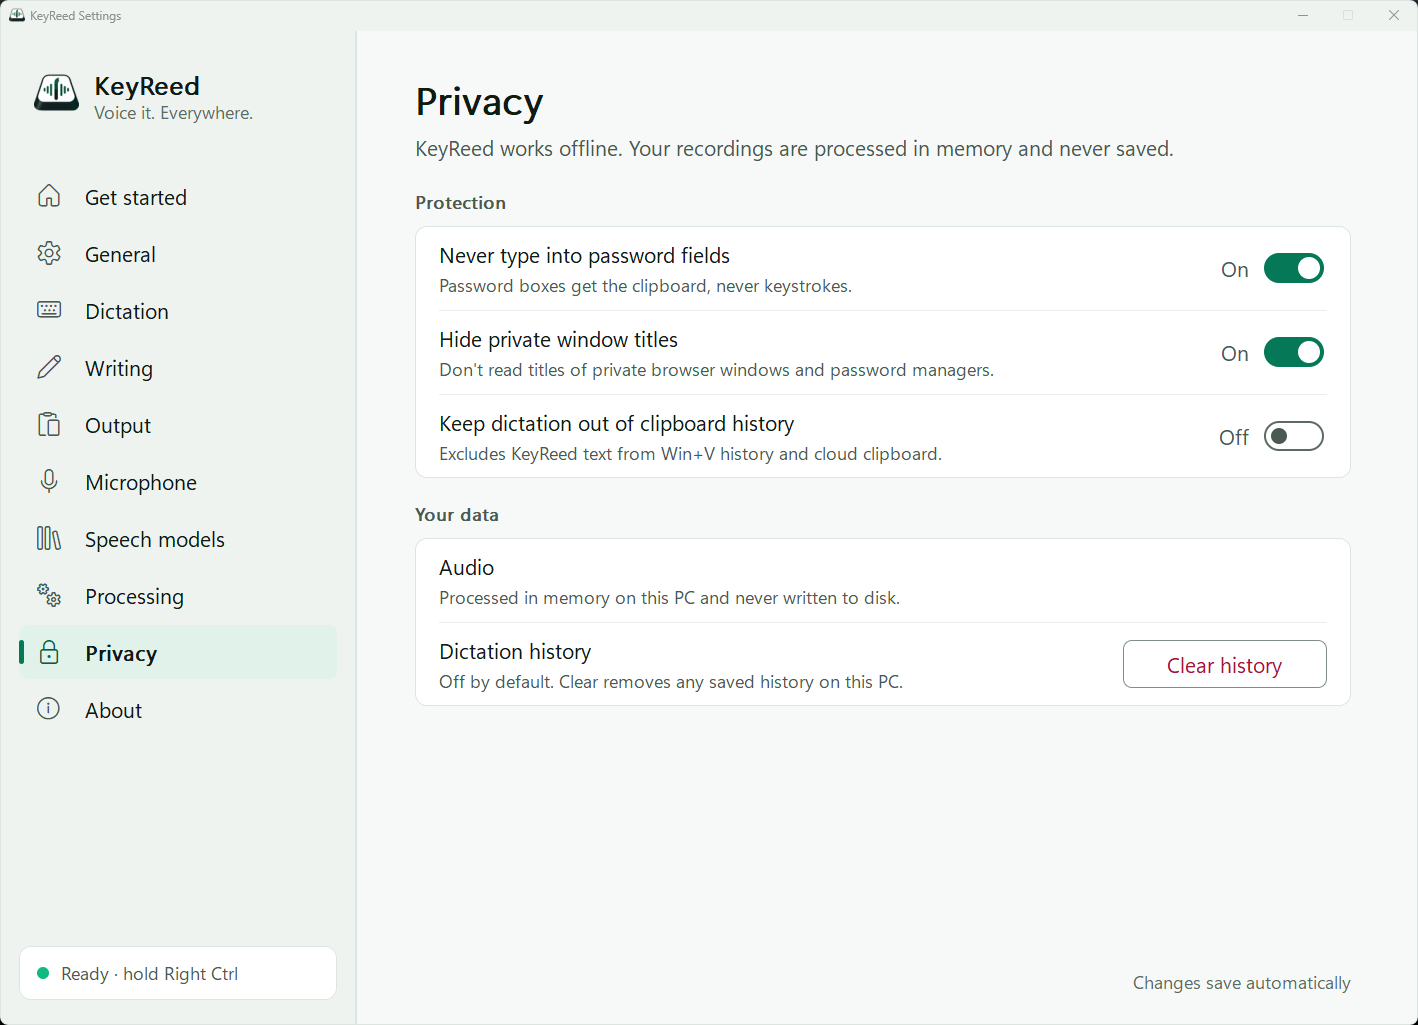 KeyReed Settings
KeyReed
Voice it. Everywhere.
Get started
General
Dictation
Writing
Output
Microphone
Speech models
Processing
Privacy
About
Ready · hold Right Ctrl
Privacy
KeyReed works offline. Your recordings are processed in memory and never saved.
Protection
Never type into password fields
Password boxes get the clipboard, never keystrokes.
On
Hide private window titles
Don't read titles of private browser windows and password managers.
On
Keep dictation out of clipboard history
Excludes KeyReed text from Win+V history and cloud clipboard.
Off
Your data
Audio
Processed in memory on this PC and never written to disk.
Dictation history
Off by default. Clear removes any saved history on this PC.
Clear history
Changes save automatically